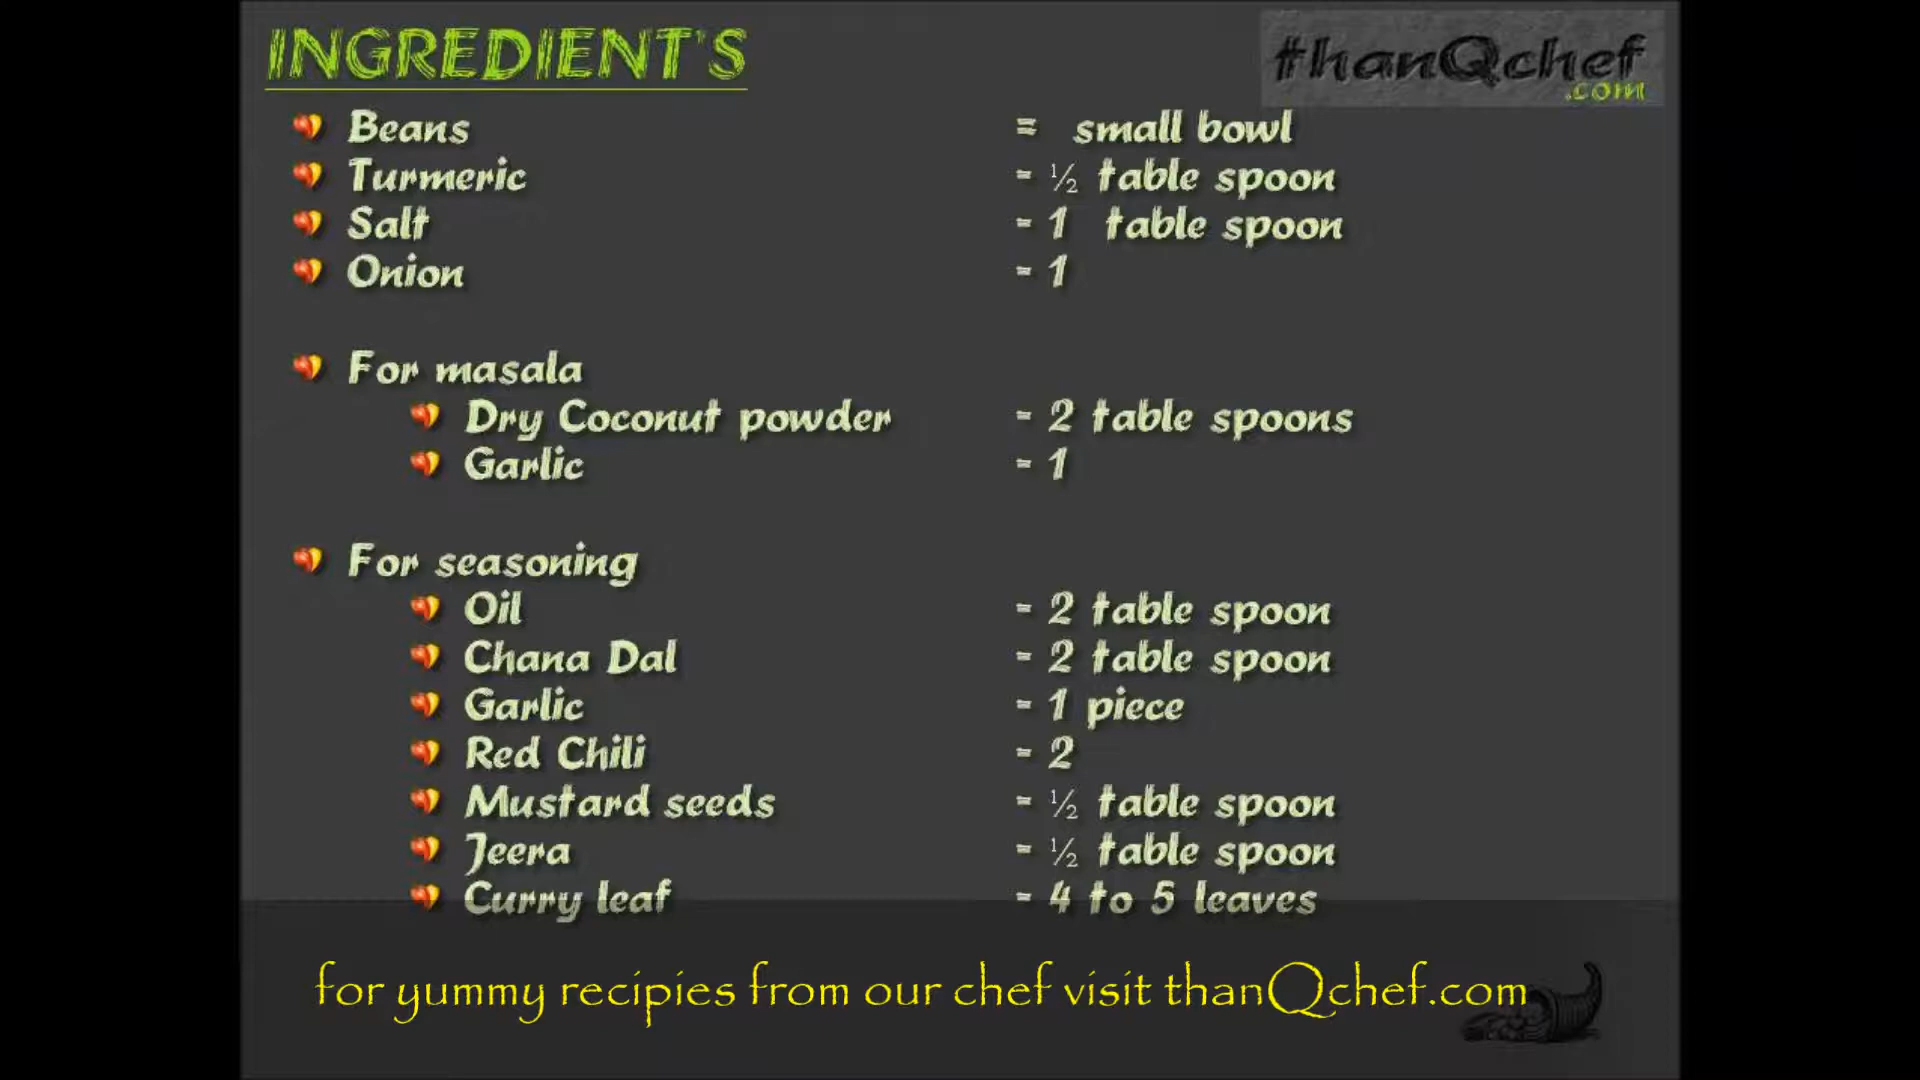 INGREDIENT'S
thanQchef
.com
Beans = small bowl
Turmeric = ½ table spoon
Salt = 1 table spoon
Onion = 1
For masala
Dry Coconut powder = 2 table spoons
Garlic = 1
For seasoning
Oil = 2 table spoon
Chana Dal = 2 table spoon
Garlic = 1 piece
Red Chili = 2
Mustard seeds = ½ table spoon
Jeera = ½ table spoon
Curry leaf = 4 to 5 leaves
for yummy recipies from our chef visit thanQchef.com